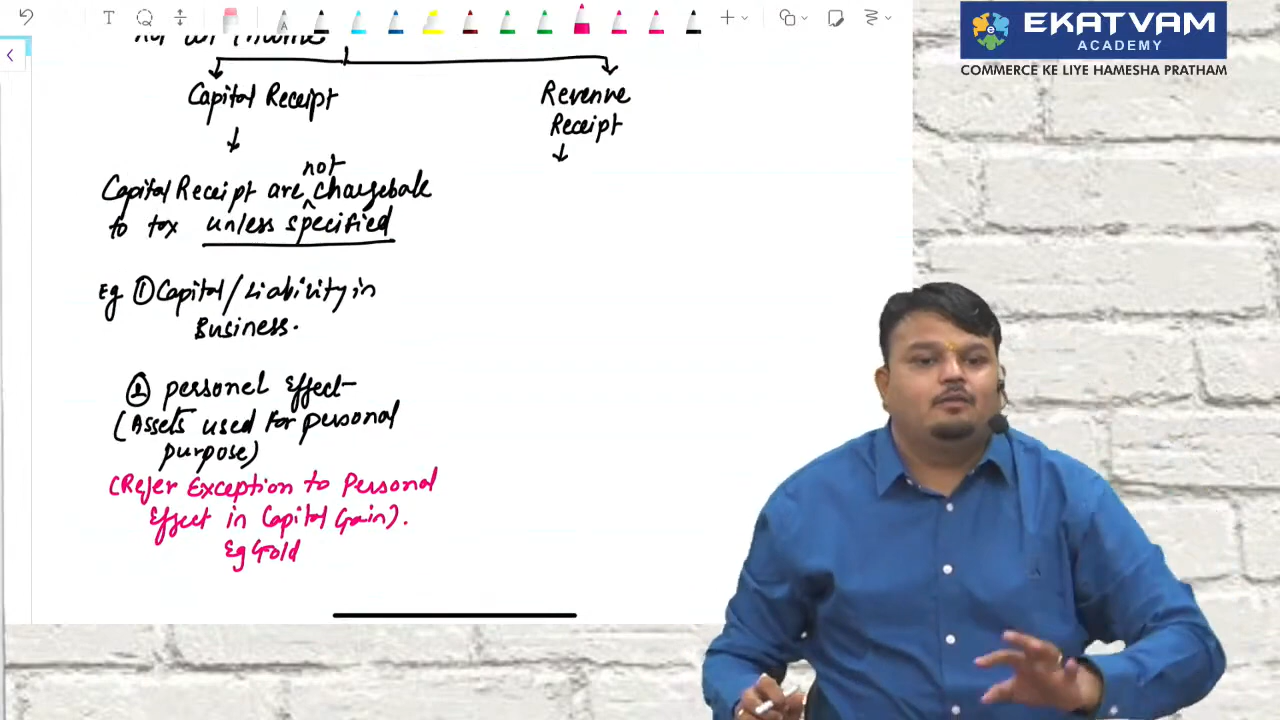 EKATVAM
ACADEMY
COMMERCE KE LIYE HAMESHA PRATHAM
Capital Receipt
Revenue
Receipt
not
Capital Receipt are chargebale
to tax unless specified
Eg ① Capital / Liability in
Business.
② personel Effect-
(Assets used for personal
purpose)
(Refer Exception to Personal
Effect in Capital Gain).
Eg Gold